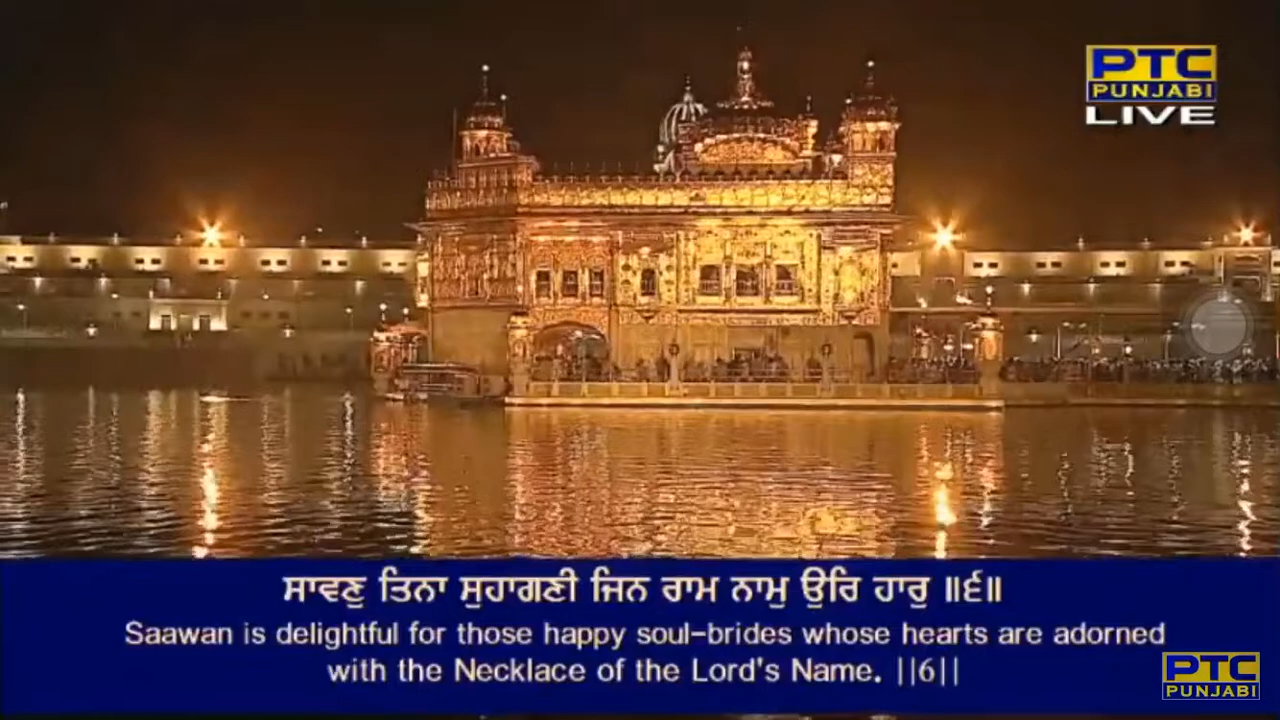 PTC
PUNJABI
LIVE
ਸਾਵਣੁ ਤਿਨਾ ਸੁਹਾਗਣੀ ਜਿਨ ਰਾਮ ਨਾਮੁ ਉਰਿ ਹਾਰੁ ॥੬॥
Saawan is delightful for those happy soul-brides whose hearts are adorned
with the Necklace of the Lord's Name. ||6||
PTC
PUNJABI